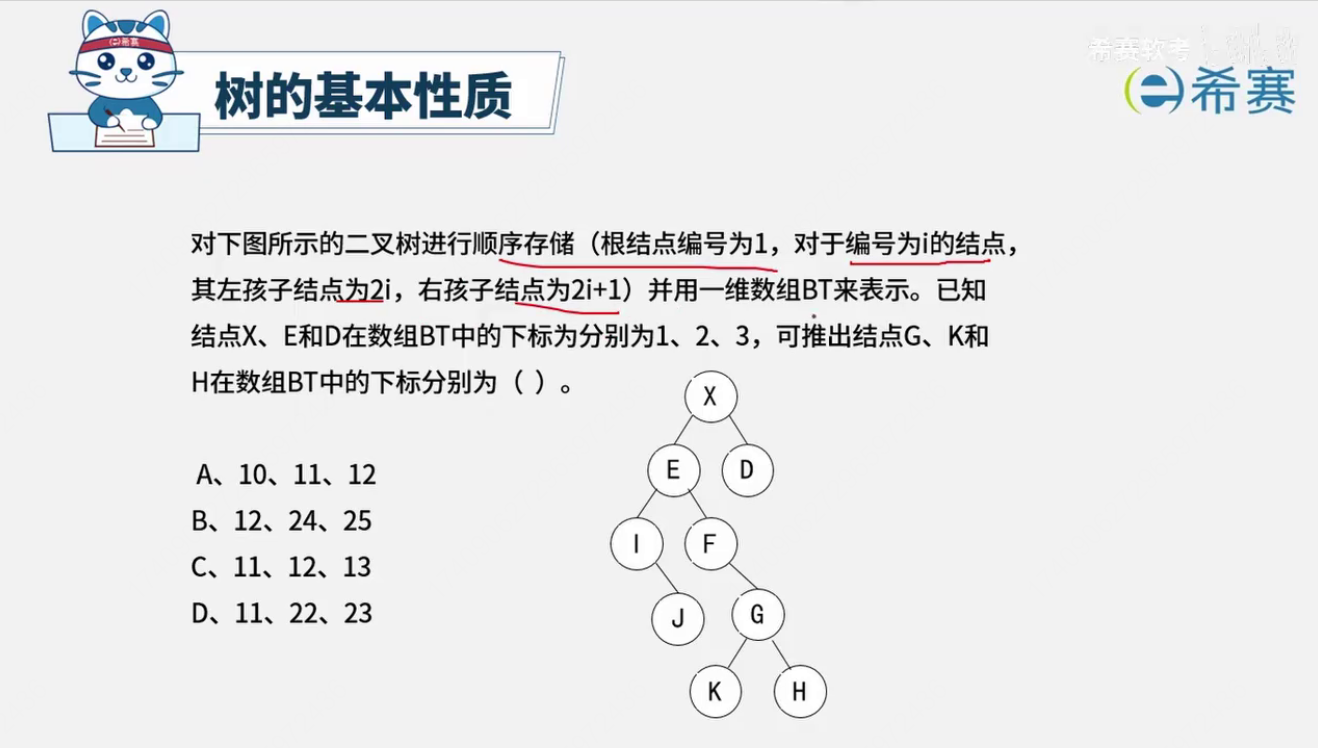 希赛
树的基本性质
希赛软考
希赛
对下图所示的二叉树进行顺序存储（根结点编号为1，对于编号为i的结点，
其左孩子结点为2i，右孩子结点为2i+1）并用一维数组BT来表示。已知
结点X、E和D在数组BT中的下标为分别为1、2、3，可推出结点G、K和
H在数组BT中的下标分别为（ ）。
A、10、11、12
B、12、24、25
C、11、12、13
D、11、22、23
X
E D
I F
J G
K H